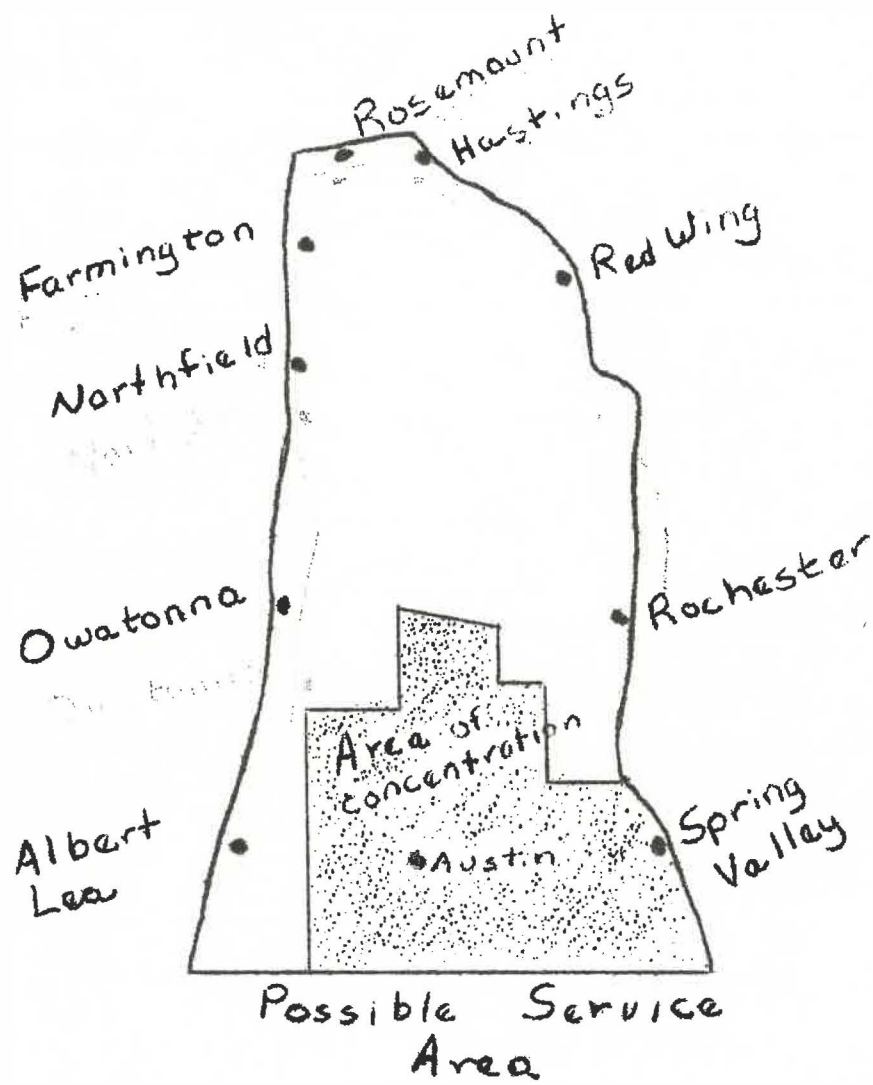 Rosemount
Hastings
Farmington
Red Wing
Northfield
Owatonna
Rochester
Area of
concentration
Albert
Lea
Austin
Spring
Valley
Possible Service
Area